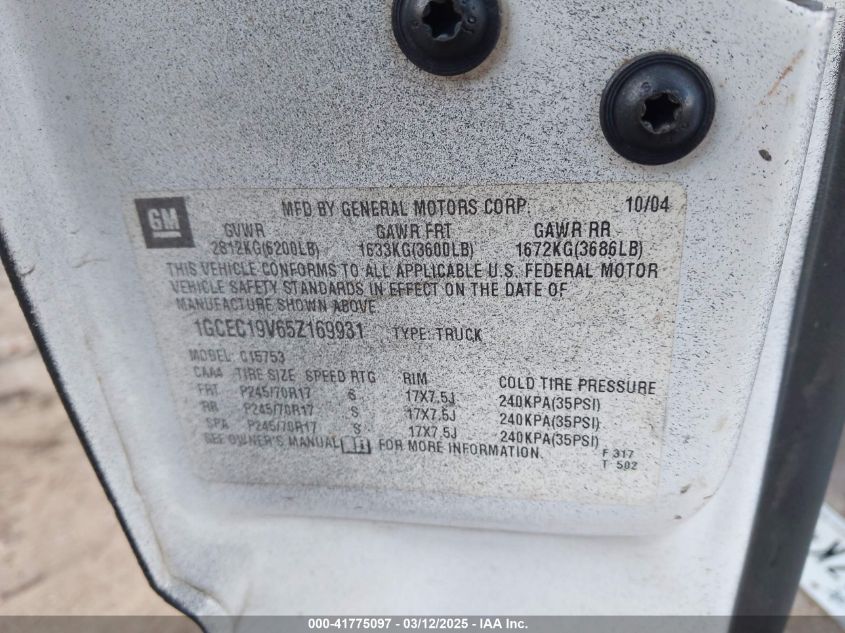 10
GM
MFD BY GENERAL MOTORS CORP. 10/04
GVWR GAWR FRT GAWR RR
2812KG(6200LB) 1633KG(3600LB) 1672KG(3686LB)
THIS VEHICLE CONFORMS TO ALL APPLICABLE U.S. FEDERAL MOTOR
VEHICLE SAFETY STANDARDS IN EFFECT ON THE DATE OF
MANUFACTURE SHOWN ABOVE
1GCEC19V65Z169931 TYPE: TRUCK
MODEL: C15753
CAA4 TIRE SIZE SPEED RTG RIM COLD TIRE PRESSURE
FRT P245/70R17 S 17X7.5J 240KPA(35PSI)
RR P245/70R17 S 17X7.5J 240KPA(35PSI)
SPA P245/70R17 S 17X7.5J 240KPA(35PSI)
SEE OWNER'S MANUAL FOR MORE INFORMATION.
F 317
T 502
000-41775097 - 03/12/2025 - IAA Inc.